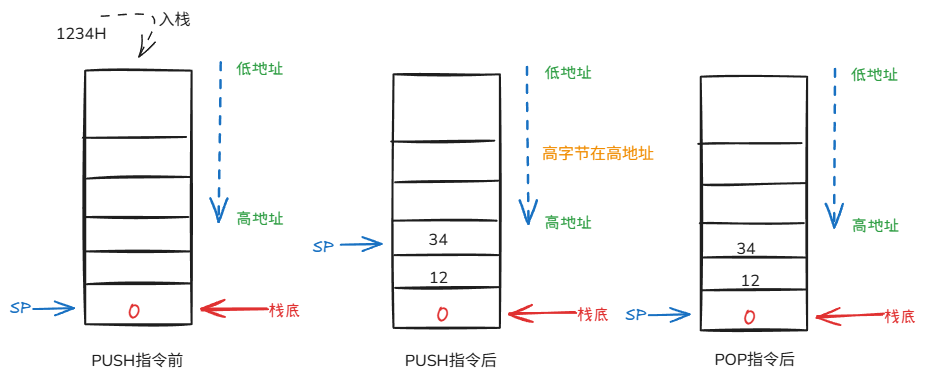 入栈
1234H
低地址
高地址
SP
0
栈底
PUSH指令前
低地址
高字节在高地址
高地址
SP
34
12
0
栈底
PUSH指令后
低地址
高地址
34
12
SP
0
栈底
POP指令后